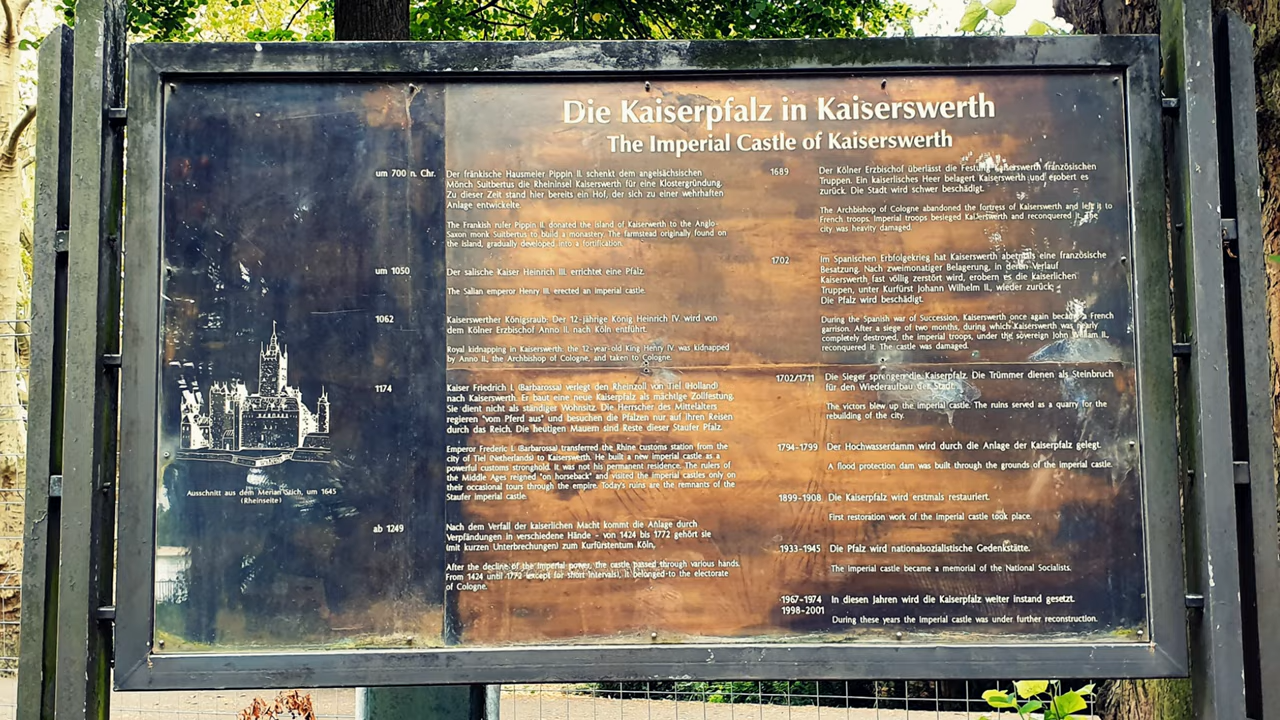 Die Kaiserpfalz in Kaiserswerth
The Imperial Castle of Kaiserswerth
um 700 n. Chr.
Der fränkische Hausmeier Pippin II. schenkt dem angelsächsischen
Mönch Suitbertus die Rheininsel Kaiserswerth für eine Klostergründung.
Zu dieser Zeit stand hier bereits ein Hof, der sich zu einer wehrhaften
Anlage entwickelte.
The Frankish ruler Pippin II. donated the island of Kaiserwerth to the Anglo-
Saxon monk Suitbertus to build a monastery. The farmstead originally found on
the island, gradually developed into a fortification.
um 1050
Der salische Kaiser Heinrich III. errichtet eine Pfalz.
The Salian emperor Henry III. erected an imperial castle.
1062
Kaiserswerther Königsraub: Der 12-jährige König Heinrich IV. wird von
dem Kölner Erzbischof Anno II. nach Köln entführt.
Royal kidnapping in Kaiserswerth: the 12-year-old King Henry IV. was kidnapped
by Anno II., the Archbishop of Cologne, and taken to Cologne.
1174
Kaiser Friedrich I. (Barbarossa) verlegt den Rheinzoll von Tiel (Holland)
nach Kaiserswerth. Er baut eine neue Kaiserpfalz als mächtige Zollfestung.
Sie dient nicht als ständiger Wohnsitz. Die Herrscher des Mittelalters
regieren "vom Pferd aus" und besuchen die Pfalzen nur auf ihren Reisen
durch das Reich. Die heutigen Mauern sind Reste dieser Staufer Pfalz.
Emperor Frederic I. (Barbarossa) transferred the Rhine customs station from the
city of Tiel (Netherlands) to Kaiserswerth. He built a new imperial castle as a
powerful customs stronghold. It was not his permanent residence. The rulers of
the Middle Ages reigned "on horseback" and visited the imperial castles only on
their occasional tours through the empire. Today's ruins are the remnants of the
Staufer imperial castle.
ab 1249
Nach dem Verfall der kaiserlichen Macht kommt die Anlage durch
Verpfändungen in verschiedene Hände - von 1424 bis 1772 gehört sie
(mit kurzen Unterbrechungen) zum Kurfürstentum Köln.
After the decline of the imperial power, the castle passed through various hands.
From 1424 until 1772 (except for short intervals), it belonged to the electorate
of Cologne.
Ausschnitt aus dem Merian Stich, um 1645
(Rheinseite)
1689
Der Kölner Erzbischof überlässt die Festung Kaiserswerth französischen
Truppen. Ein kaiserliches Heer belagert Kaiserswerth und erobert es
zurück. Die Stadt wird schwer beschädigt.
The Archbishop of Cologne abandoned the fortress of Kaiserswerth and left it to
French troops. Imperial troops besieged Kaiserswerth and reconquered it. The
city was heavity damaged.
1702
Im Spanischen Erbfolgekrieg hat Kaiserswerth abermals eine französische
Besatzung. Nach zweimonatiger Belagerung, in deren Verlauf
Kaiserswerth fast völlig zerstört wird, erobern es die kaiserlichen
Truppen, unter Kurfürst Johann Wilhelm II., wieder zurück.
Die Pfalz wird beschädigt.
During the Spanish war of Succession, Kaiserswerth once again became a French
garrison. After a siege of two months, during which Kaiserswerth was nearly
completely destroyed, the imperial troops, under the sovereign John William II.,
reconquered it. The castle was damaged.
1702/1711
Die Sieger sprengen die Kaiserpfalz. Die Trümmer dienen als Steinbruch
für den Wiederaufbau der Stadt.
The victors blew up the imperial castle. The ruins served as a quarry for the
rebuilding of the city.
1794-1799
Der Hochwasserdamm wird durch die Anlage der Kaiserpfalz gelegt.
A flood protection dam was built through the grounds of the imperial castle.
1899-1908
Die Kaiserpfalz wird erstmals restauriert.
First restoration work of the imperial castle took place.
1933-1945
Die Pfalz wird nationalsozialistische Gedenkstätte.
The imperial castle became a memorial of the National Socialists.
1967-1974
1998-2001
In diesen Jahren wird die Kaiserpfalz weiter instand gesetzt.
During these years the imperial castle was under further reconstruction.